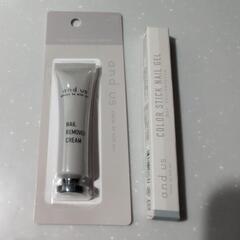 and us
NAIL
REMOVER
CREAM
and us
COLOR STICK NAIL GEL
and us